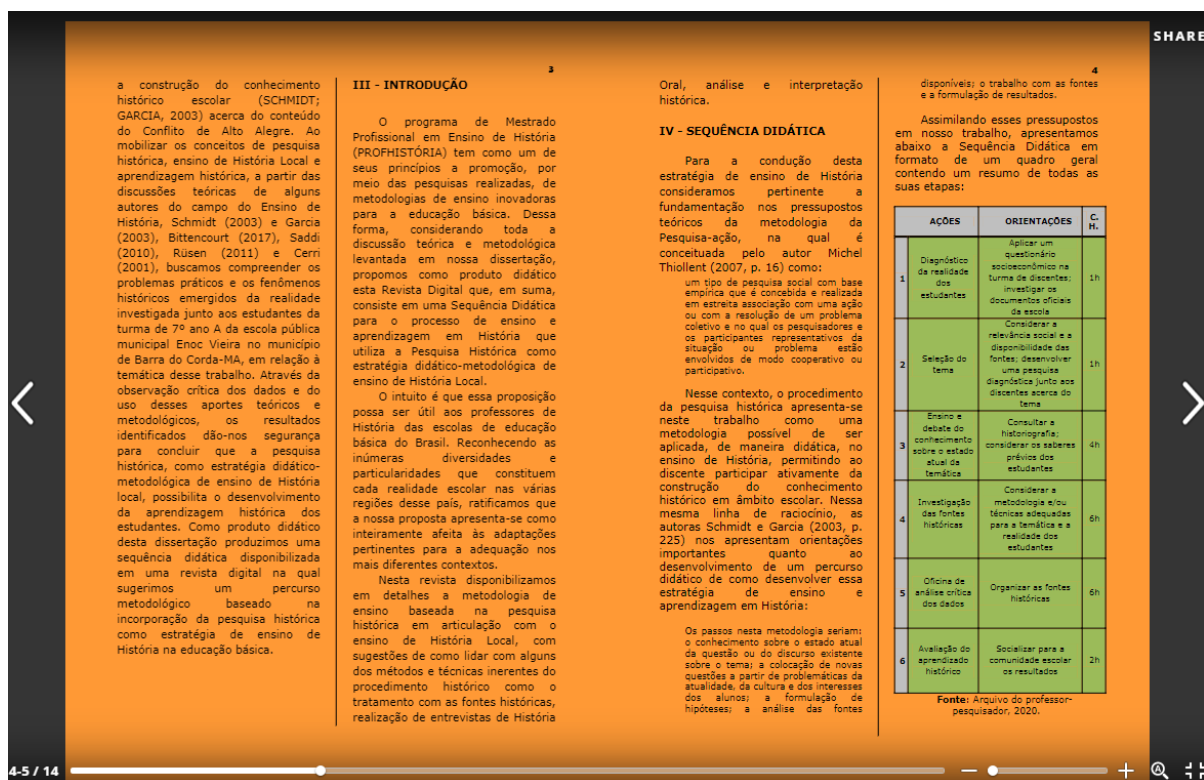 SHARE
3
a construção do conhecimento
histórico escolar (SCHMIDT;
GARCIA, 2003) acerca do conteúdo
do Conflito de Alto Alegre. Ao
mobilizar os conceitos de pesquisa
histórica, ensino de História Local e
aprendizagem histórica, a partir das
discussões teóricas de alguns
autores do campo do Ensino de
História, Schmidt (2003) e Garcia
(2003), Bittencourt (2017), Saddi
(2010), Rüsen (2011) e Cerri
(2001), buscamos compreender os
problemas práticos e os fenômenos
históricos emergidos da realidade
investigada junto aos estudantes da
turma de 7º ano A da escola pública
municipal Enoc Vieira no município
de Barra do Corda-MA, em relação à
temática desse trabalho. Através da
observação crítica dos dados e do
uso desses aportes teóricos e
metodológicos, os resultados
identificados dão-nos segurança
para concluir que a pesquisa
histórica, como estratégia didático-
metodológica de ensino de História
local, possibilita o desenvolvimento
da aprendizagem histórica dos
estudantes. Como produto didático
desta dissertação produzimos uma
sequência didática disponibilizada
em uma revista digital na qual
sugerimos um percurso
metodológico baseado na
incorporação da pesquisa histórica
como estratégia de ensino de
História na educação básica.
III - INTRODUÇÃO
O programa de Mestrado
Profissional em Ensino de História
(PROFHISTÓRIA) tem como um de
seus princípios a promoção, por
meio das pesquisas realizadas, de
metodologias de ensino inovadoras
para a educação básica. Dessa
forma, considerando toda a
discussão teórica e metodológica
levantada em nossa dissertação,
propomos como produto didático
esta Revista Digital que, em suma,
consiste em uma Sequência Didática
para o processo de ensino e
aprendizagem em História que
utiliza a Pesquisa Histórica como
estratégia didático-metodológica de
ensino de História Local.
O intuito é que essa proposição
possa ser útil aos professores de
História das escolas de educação
básica do Brasil. Reconhecendo as
inúmeras diversidades e
particularidades que constituem
cada realidade escolar nas várias
regiões desse país, ratificamos que
a nossa proposta apresenta-se como
inteiramente afeita às adaptações
pertinentes para a adequação nos
mais diferentes contextos.
Nesta revista disponibilizamos
em detalhes a metodologia de
ensino baseada na pesquisa
histórica em articulação com o
ensino de História Local, com
sugestões de como lidar com alguns
dos métodos e técnicas inerentes do
procedimento histórico como o
tratamento com as fontes históricas,
realização de entrevistas de História
4
Oral, análise e interpretação
histórica.
IV - SEQUÊNCIA DIDÁTICA
Para a condução desta
estratégia de ensino de História
consideramos pertinente a
fundamentação nos pressupostos
teóricos da metodologia da
Pesquisa-ação, na qual é
conceituada pelo autor Michel
Thiollent (2007, p. 16) como:
um tipo de pesquisa social com base
empírica que é concebida e realizada
em estreita associação com uma ação
ou com a resolução de um problema
coletivo e no qual os pesquisadores e
os participantes representativos da
situação ou problema estão
envolvidos de modo cooperativo ou
participativo.
Nesse contexto, o procedimento
da pesquisa histórica apresenta-se
neste trabalho como uma
metodologia possível de ser
aplicada, de maneira didática, no
ensino de História, permitindo ao
discente participar ativamente da
construção do conhecimento
histórico em âmbito escolar. Nessa
mesma linha de raciocínio, as
autoras Schmidt e Garcia (2003, p.
225) nos apresentam orientações
importantes quanto ao
desenvolvimento de um percurso
didático de como desenvolver essa
estratégia de ensino e
aprendizagem em História:
Os passos nesta metodologia seriam:
o conhecimento sobre o estado atual
da questão ou do discurso existente
sobre o tema; a colocação de novas
questões a partir de problemáticas da
atualidade, da cultura e dos interesses
dos alunos; a formulação de
hipóteses; a análise das fontes
disponíveis; o trabalho com as fontes
e a formulação de resultados.
Assimilando esses pressupostos
em nosso trabalho, apresentamos
abaixo a Sequência Didática em
formato de um quadro geral
contendo um resumo de todas as
suas etapas:
AÇÕES
ORIENTAÇÕES
C.
H.
1
Diagnóstico
da realidade
dos
estudantes
Aplicar um
questionário
socioeconômico na
turma de discentes;
investigar os
documentos oficiais
da escola
1h
2
Seleção do
tema
Considerar a
relevância social e a
disponibilidade das
fontes; desenvolver
uma pesquisa
diagnóstica junto aos
discentes acerca do
tema
1h
3
Ensino e
debate do
conhecimento
sobre o estado
atual da
temática
Consultar a
historiografia;
considerar os saberes
prévios dos
estudantes
4h
4
Investigação
das fontes
históricas
Considerar a
metodologia e/ou
técnicas adequadas
para a temática e a
realidade dos
estudantes
6h
5
Oficina de
análise crítica
dos dados
Organizar as fontes
históricas
6h
6
Avaliação do
aprendizado
histórico
Socializar para a
comunidade escolar
os resultados
2h
Fonte: Arquivo do professor-
pesquisador, 2020.
4-5 / 14